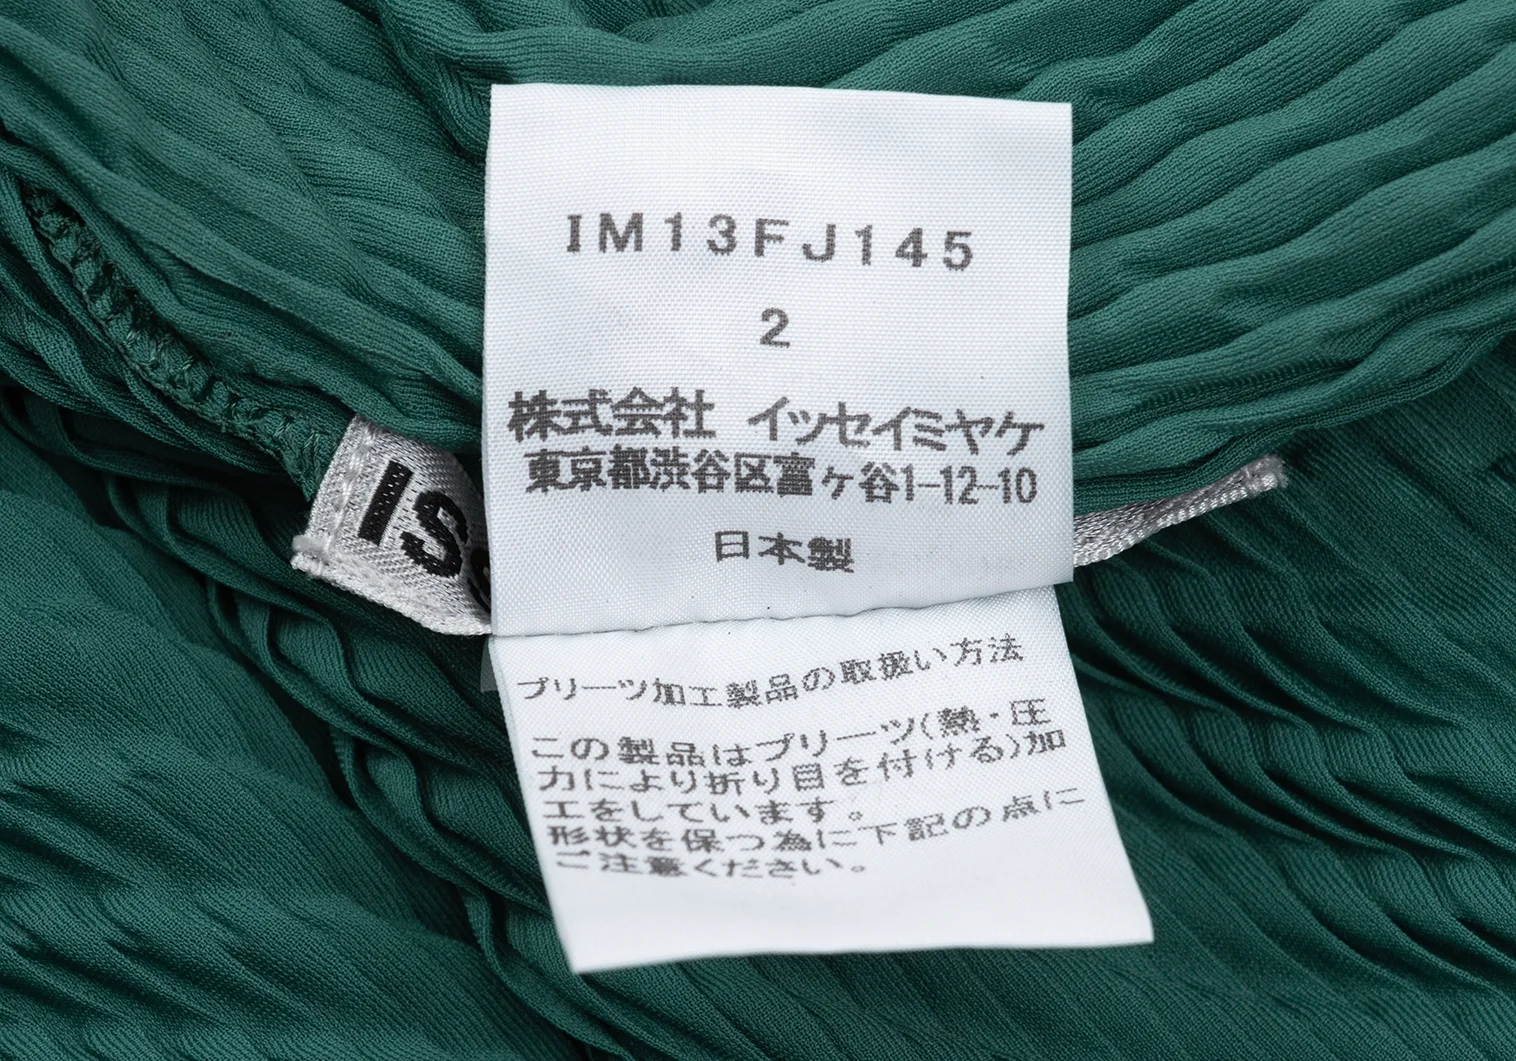 IM13FJ145
2
株式会社 イッセイミヤケ
東京都渋谷区富ヶ谷1-12-10
日本製
IS
プリーツ加工製品の取扱い方法
この製品はプリーツ(熱・圧
力により折り目を付ける)加
工をしています。
形状を保つ為に下記の点に
ご注意ください。